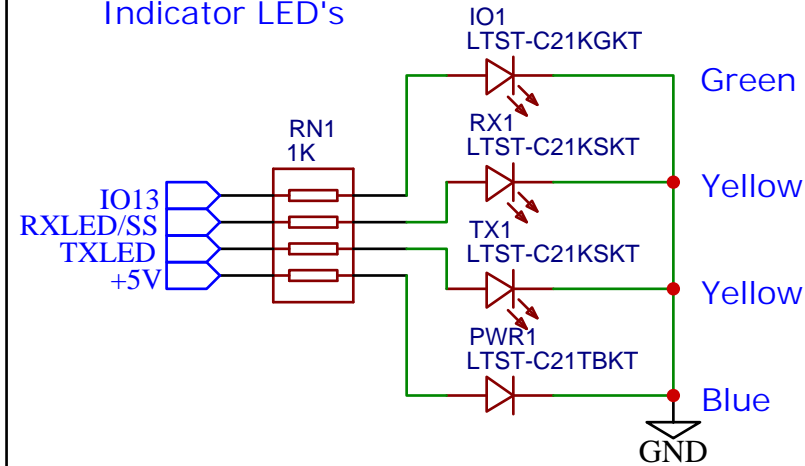 Indicator LED's
IO1
LTST-C21KGKT
Green
RN1
1K
RX1
LTST-C21KSKT
Yellow
IO13
RXLED/SS
TXLED
+5V
TX1
LTST-C21KSKT
Yellow
PWR1
LTST-C21TBKT
Blue
GND